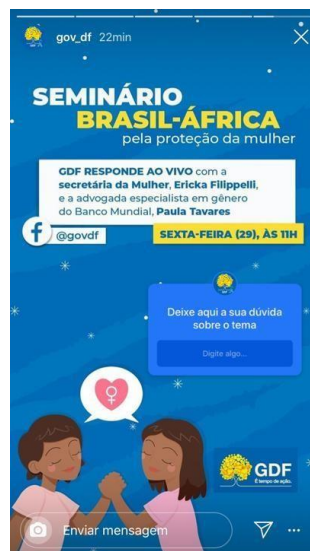 gov_df 22min
SEMINÁRIO
BRASIL-ÁFRICA
pela proteção da mulher
GDF RESPONDE AO VIVO com a
secretária da Mulher, Ericka Filippelli,
e a advogada especialista em gênero
do Banco Mundial, Paula Tavares
@govdf
SEXTA-FEIRA (29), ÀS 11H
Deixe aqui a sua dúvida
sobre o tema
Digite algo...
GDF
É tempo de ação.
Enviar mensagem